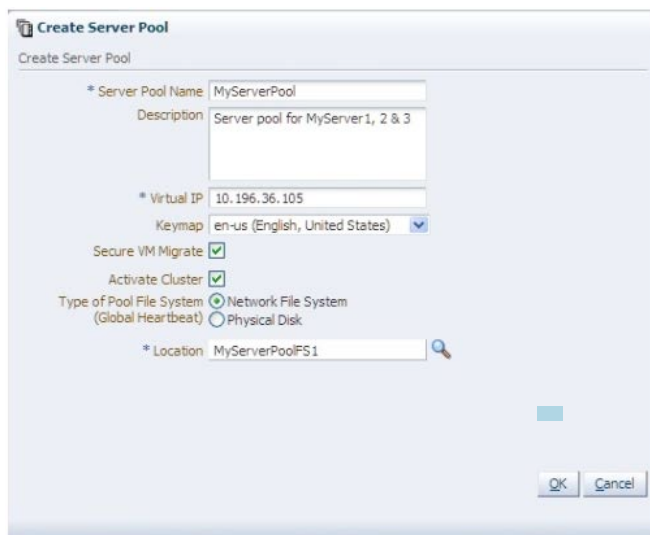 Create Server Pool
Create Server Pool
* Server Pool Name MyServerPool
Description Server pool for MyServer1, 2 & 3
* Virtual IP 10.196.36.105
Keymap en-us (English, United States)
Secure VM Migrate
Activate Cluster
Type of Pool File System Network File System
(Global Heartbeat) Physical Disk
* Location MyServerPoolFS1
OK Cancel